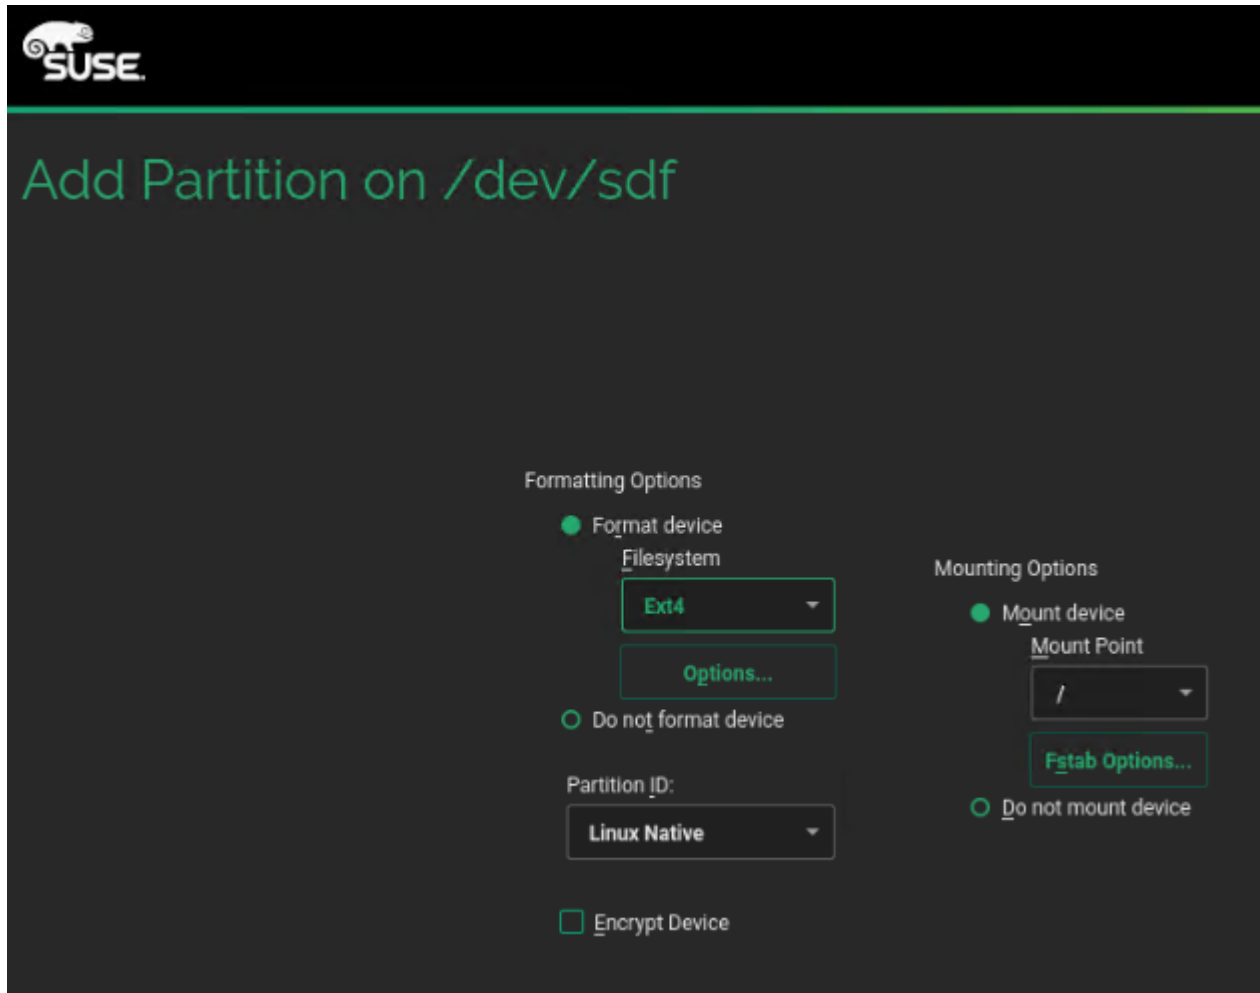 SUSE.
Add Partition on /dev/sdf
Formatting Options
Format device
Filesystem
Ext4
Options...
Do not format device
Partition ID:
Linux Native
Encrypt Device
Mounting Options
Mount device
Mount Point
/
Fstab Options...
Do not mount device